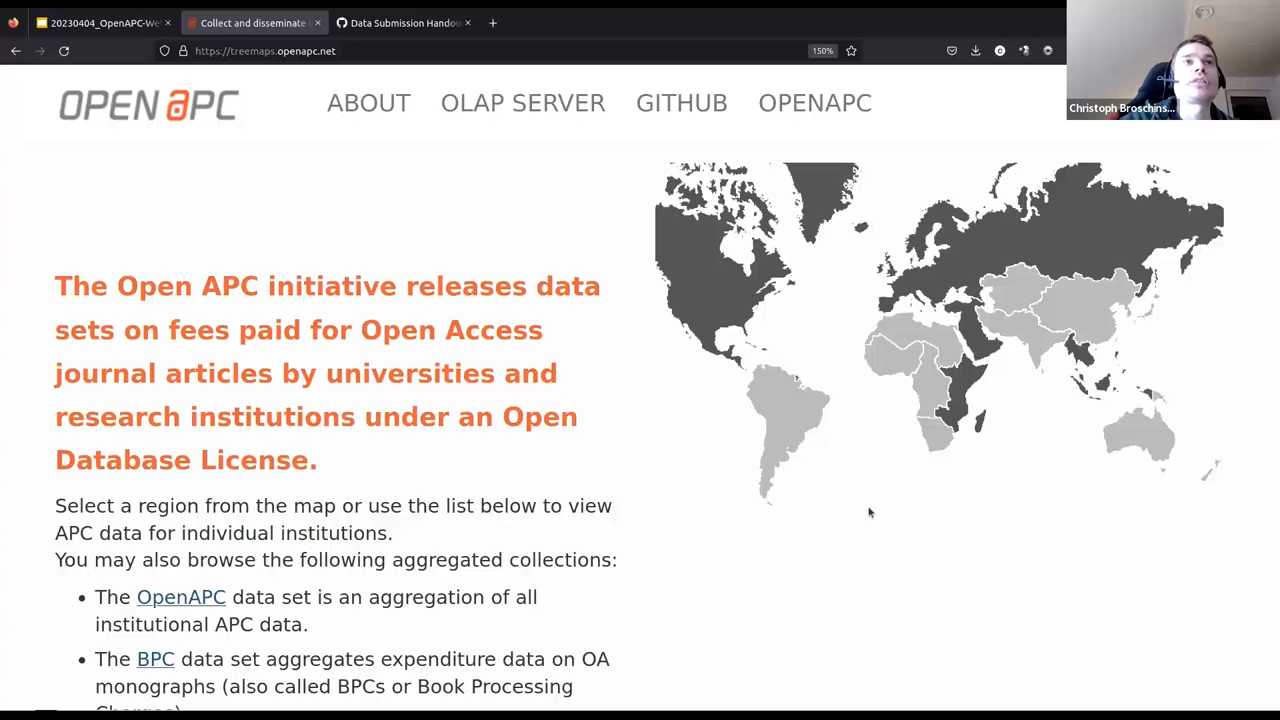 20230404_OpenAPC-We
Collect and disseminate
Data Submission Handou
https://treemaps.openapc.net
150%
Christoph Broschins...
OPEN APC
ABOUT OLAP SERVER GITHUB OPENAPC
The Open APC initiative releases data
sets on fees paid for Open Access
journal articles by universities and
research institutions under an Open
Database License.
Select a region from the map or use the list below to view
APC data for individual institutions.
You may also browse the following aggregated collections:
• The OpenAPC data set is an aggregation of all
institutional APC data.
• The BPC data set aggregates expenditure data on OA
monographs (also called BPCs or Book Processing